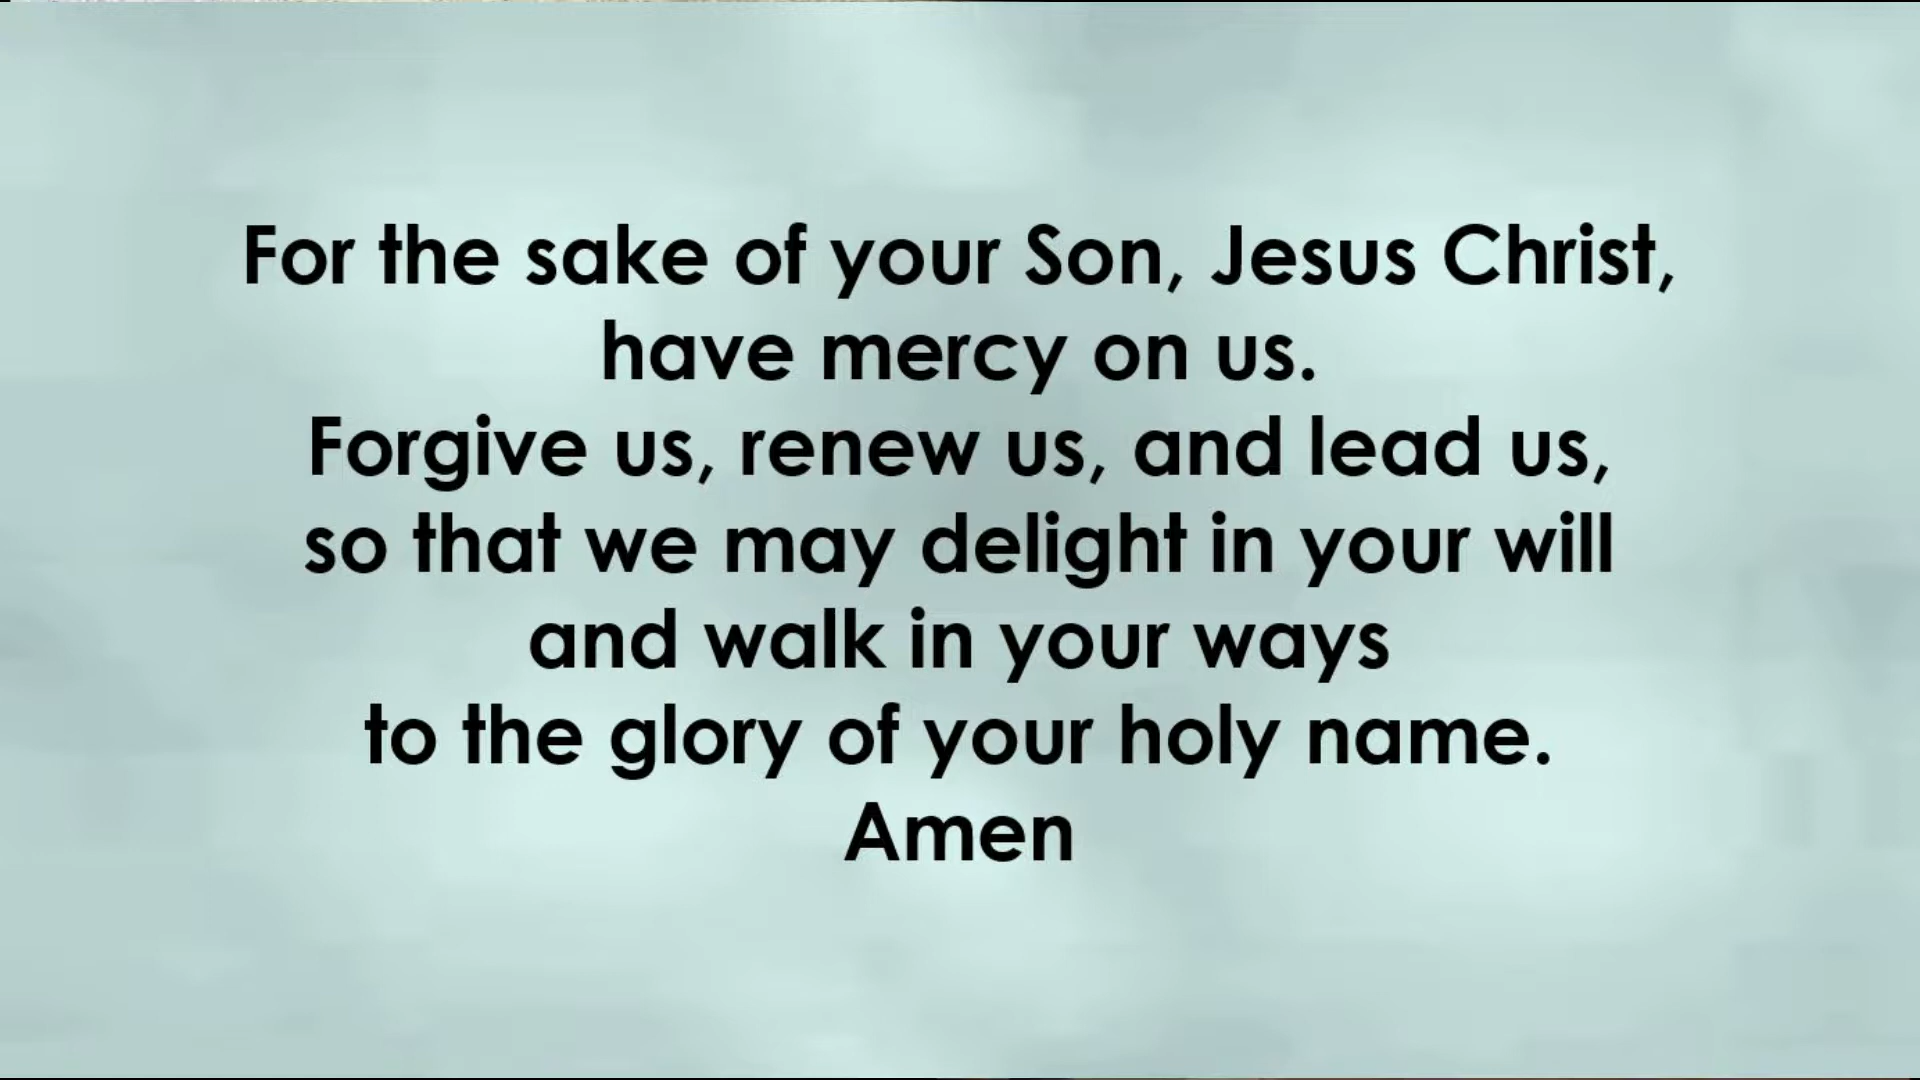 For the sake of your Son, Jesus Christ,
have mercy on us.
Forgive us, renew us, and lead us,
so that we may delight in your will
and walk in your ways
to the glory of your holy name.
Amen